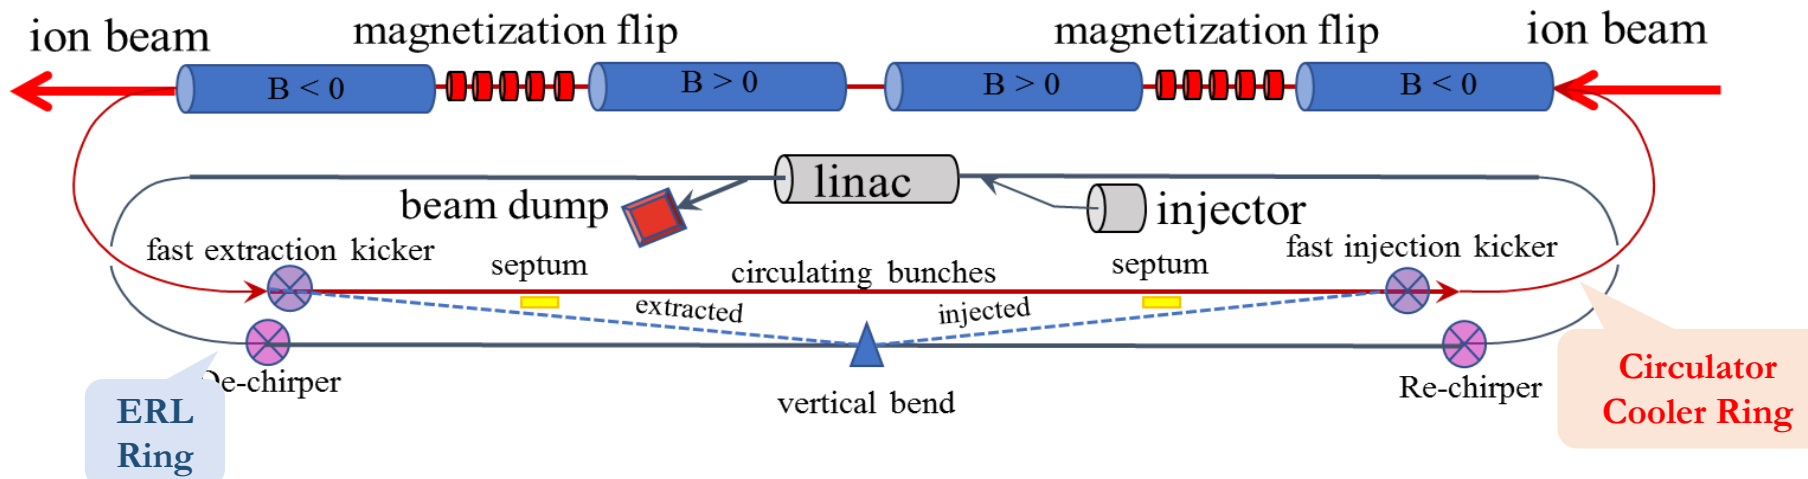 ion beam
magnetization flip
magnetization flip
ion beam
B < 0
B > 0
B > 0
B < 0
linac
beam dump
injector
fast extraction kicker
septum
circulating bunches
septum
fast injection kicker
extracted
injected
De-chirper
vertical bend
Re-chirper
ERL
Ring
Circulator
Cooler Ring